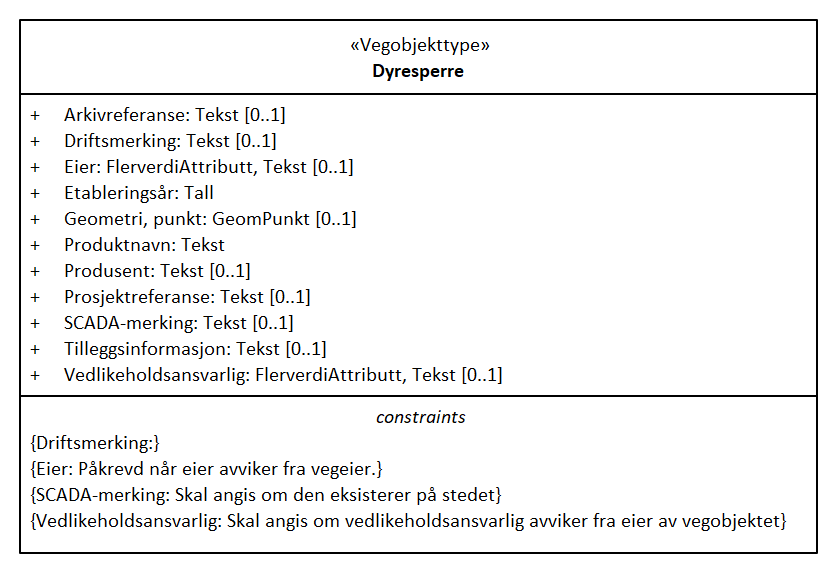 «Vegobjekttype»
Dyresperre
+ Arkivreferanse: Tekst [0..1]
+ Driftsmerking: Tekst [0..1]
+ Eier: FlerverdiAttributt, Tekst [0..1]
+ Etableringsår: Tall
+ Geometri, punkt: GeomPunkt [0..1]
+ Produktnavn: Tekst
+ Produsent: Tekst [0..1]
+ Prosjektreferanse: Tekst [0..1]
+ SCADA-merking: Tekst [0..1]
+ Tilleggsinformasjon: Tekst [0..1]
+ Vedlikeholdsansvarlig: FlerverdiAttributt, Tekst [0..1]
constraints
{Driftsmerking:}
{Eier: Påkrevd når eier avviker fra vegeier.}
{SCADA-merking: Skal angis om den eksisterer på stedet}
{Vedlikeholdsansvarlig: Skal angis om vedlikeholdsansvarlig avviker fra eier av vegobjektet}